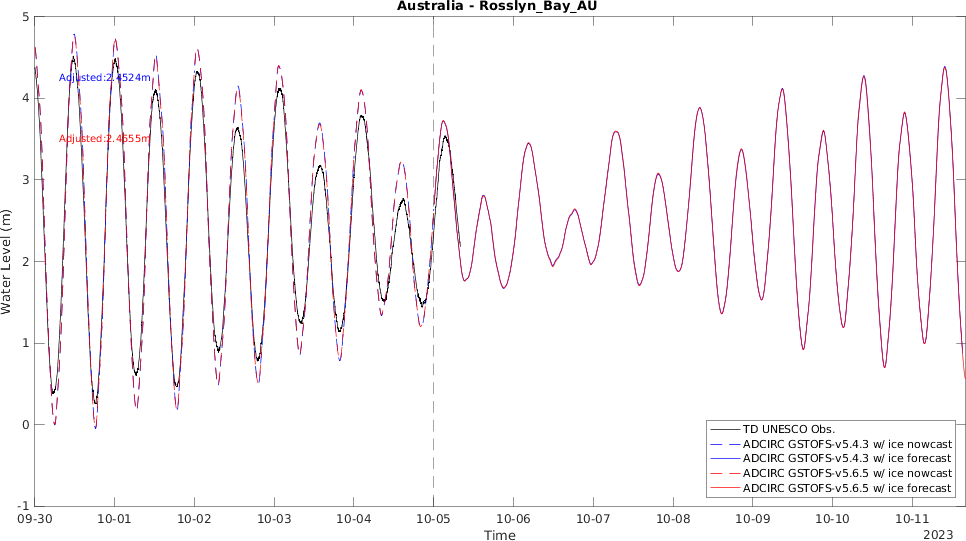 Australia - Rosslyn_Bay_AU
5
4
3
2
1
0
-1
Water Level (m)
Adjusted:2.4524m
Adjusted:2.4655m
TD UNESCO Obs.
ADCIRC GSTOFS-v5.4.3 w/ ice nowcast
ADCIRC GSTOFS-v5.4.3 w/ ice forecast
ADCIRC GSTOFS-v5.6.5 w/ ice nowcast
ADCIRC GSTOFS-v5.6.5 w/ ice forecast
09-30 10-01 10-02 10-03 10-04 10-05 10-06 10-07 10-08 10-09 10-10 10-11
Time
2023